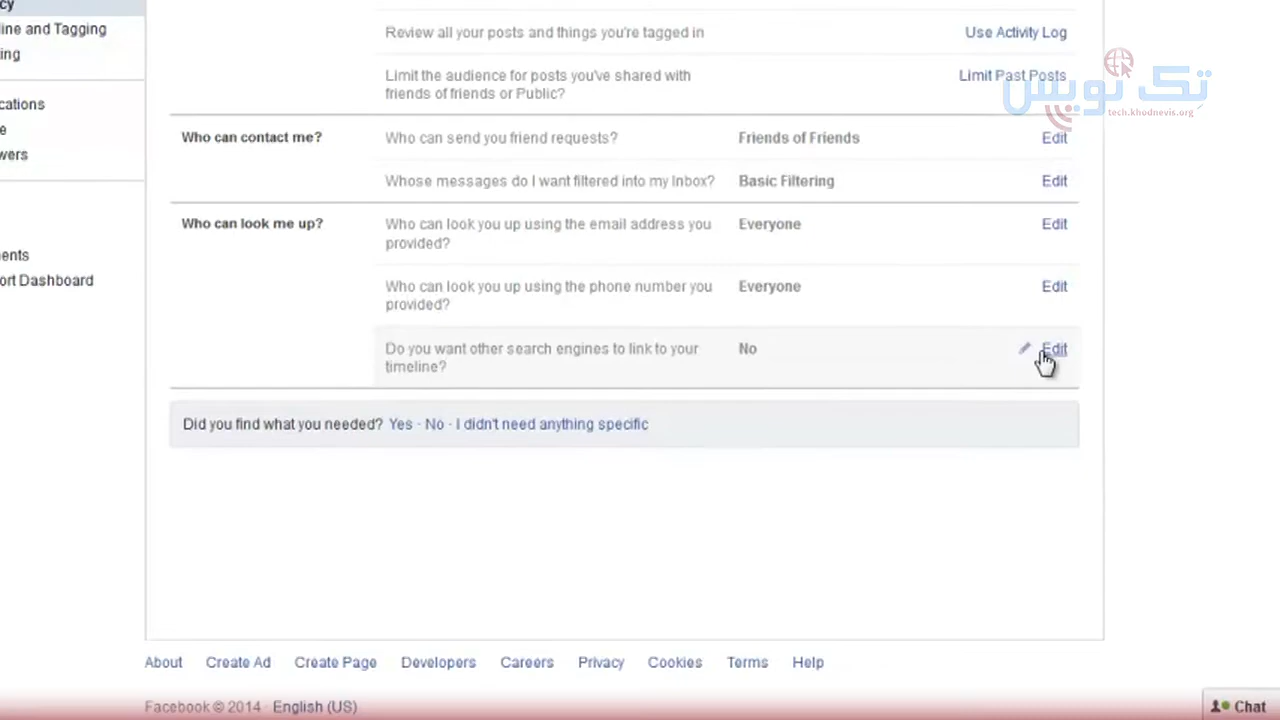 cy
line and Tagging
ing
cations
e
wers
ents
ort Dashboard
Review all your posts and things you're tagged in
Use Activity Log
Limit the audience for posts you've shared with
friends of friends or Public?
Limit Past Posts
تک نویس
tech.khodnevis.org
Who can contact me?
Who can send you friend requests?
Friends of Friends
Edit
Whose messages do I want filtered into my Inbox?
Basic Filtering
Edit
Who can look me up?
Who can look you up using the email address you
provided?
Everyone
Edit
Who can look you up using the phone number you
provided?
Everyone
Edit
Do you want other search engines to link to your
timeline?
No
Edit
Did you find what you needed? Yes · No · I didn't need anything specific
About Create Ad Create Page Developers Careers Privacy Cookies Terms Help
Facebook © 2014 · English (US)
Chat